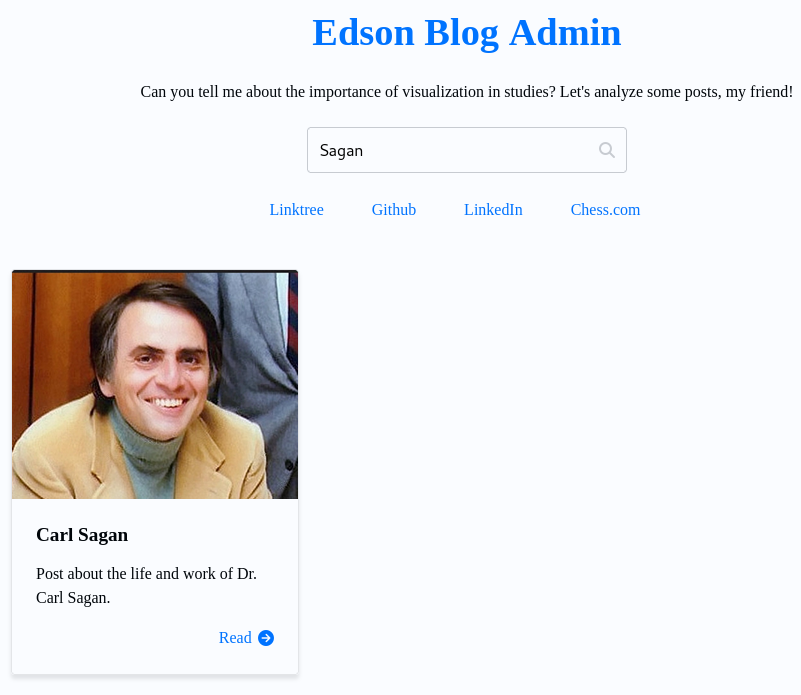 Edson Blog Admin
Can you tell me about the importance of visualization in studies? Let's analyze some posts, my friend!
Sagan
Linktree Github LinkedIn Chess.com
Carl Sagan
Post about the life and work of Dr.
Carl Sagan.
Read